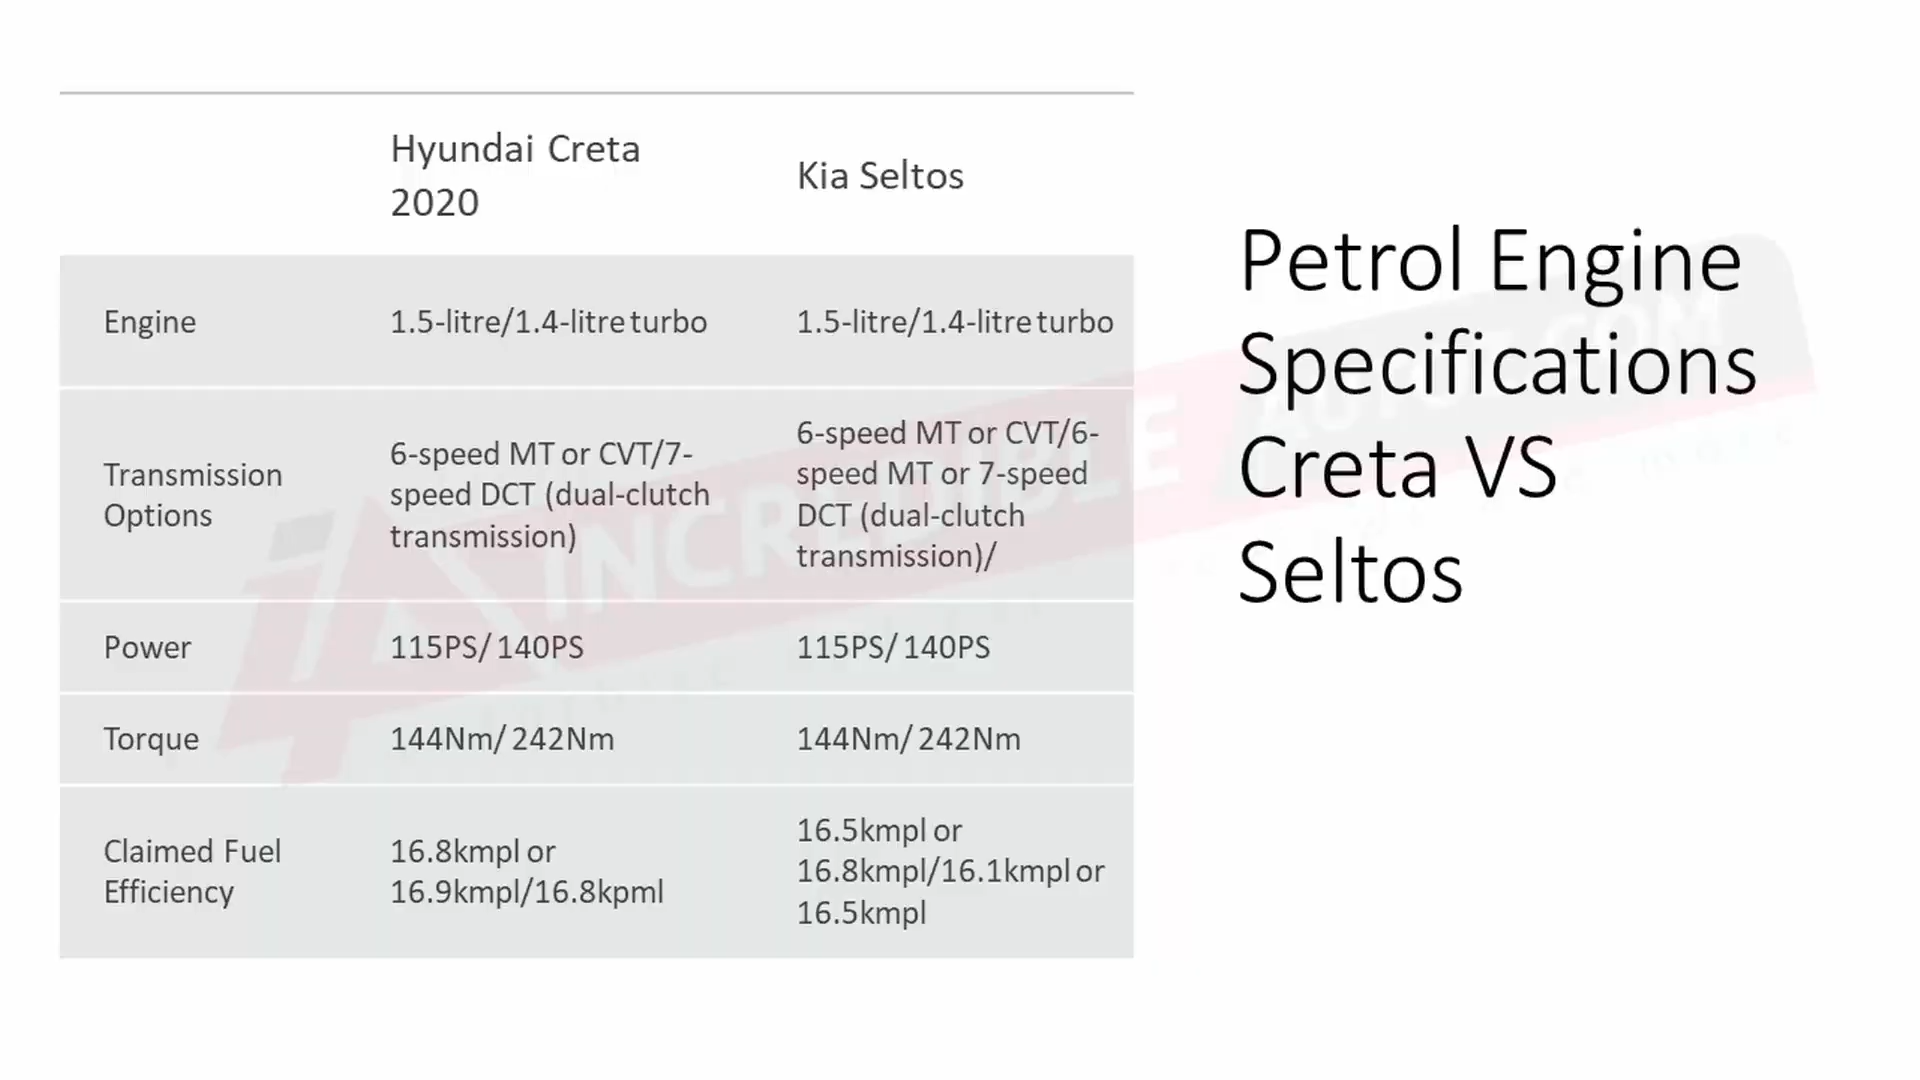 Hyundai Creta
2020
Kia Seltos
Engine
1.5-litre/1.4-litre turbo
1.5-litre/1.4-litre turbo
Transmission
Options
6-speed MT or CVT/7-
speed DCT (dual-clutch
transmission)
6-speed MT or CVT/6-
speed MT or 7-speed
DCT (dual-clutch
transmission)/
Power
115PS/ 140PS
115PS/ 140PS
Torque
144Nm/ 242Nm
144Nm/ 242Nm
Claimed Fuel
Efficiency
16.8kmpl or
16.9kmpl/16.8kpml
16.5kmpl or
16.8kmpl/16.1kmpl or
16.5kmpl
Petrol Engine
Specifications
Creta VS
Seltos
INCREDIBLE